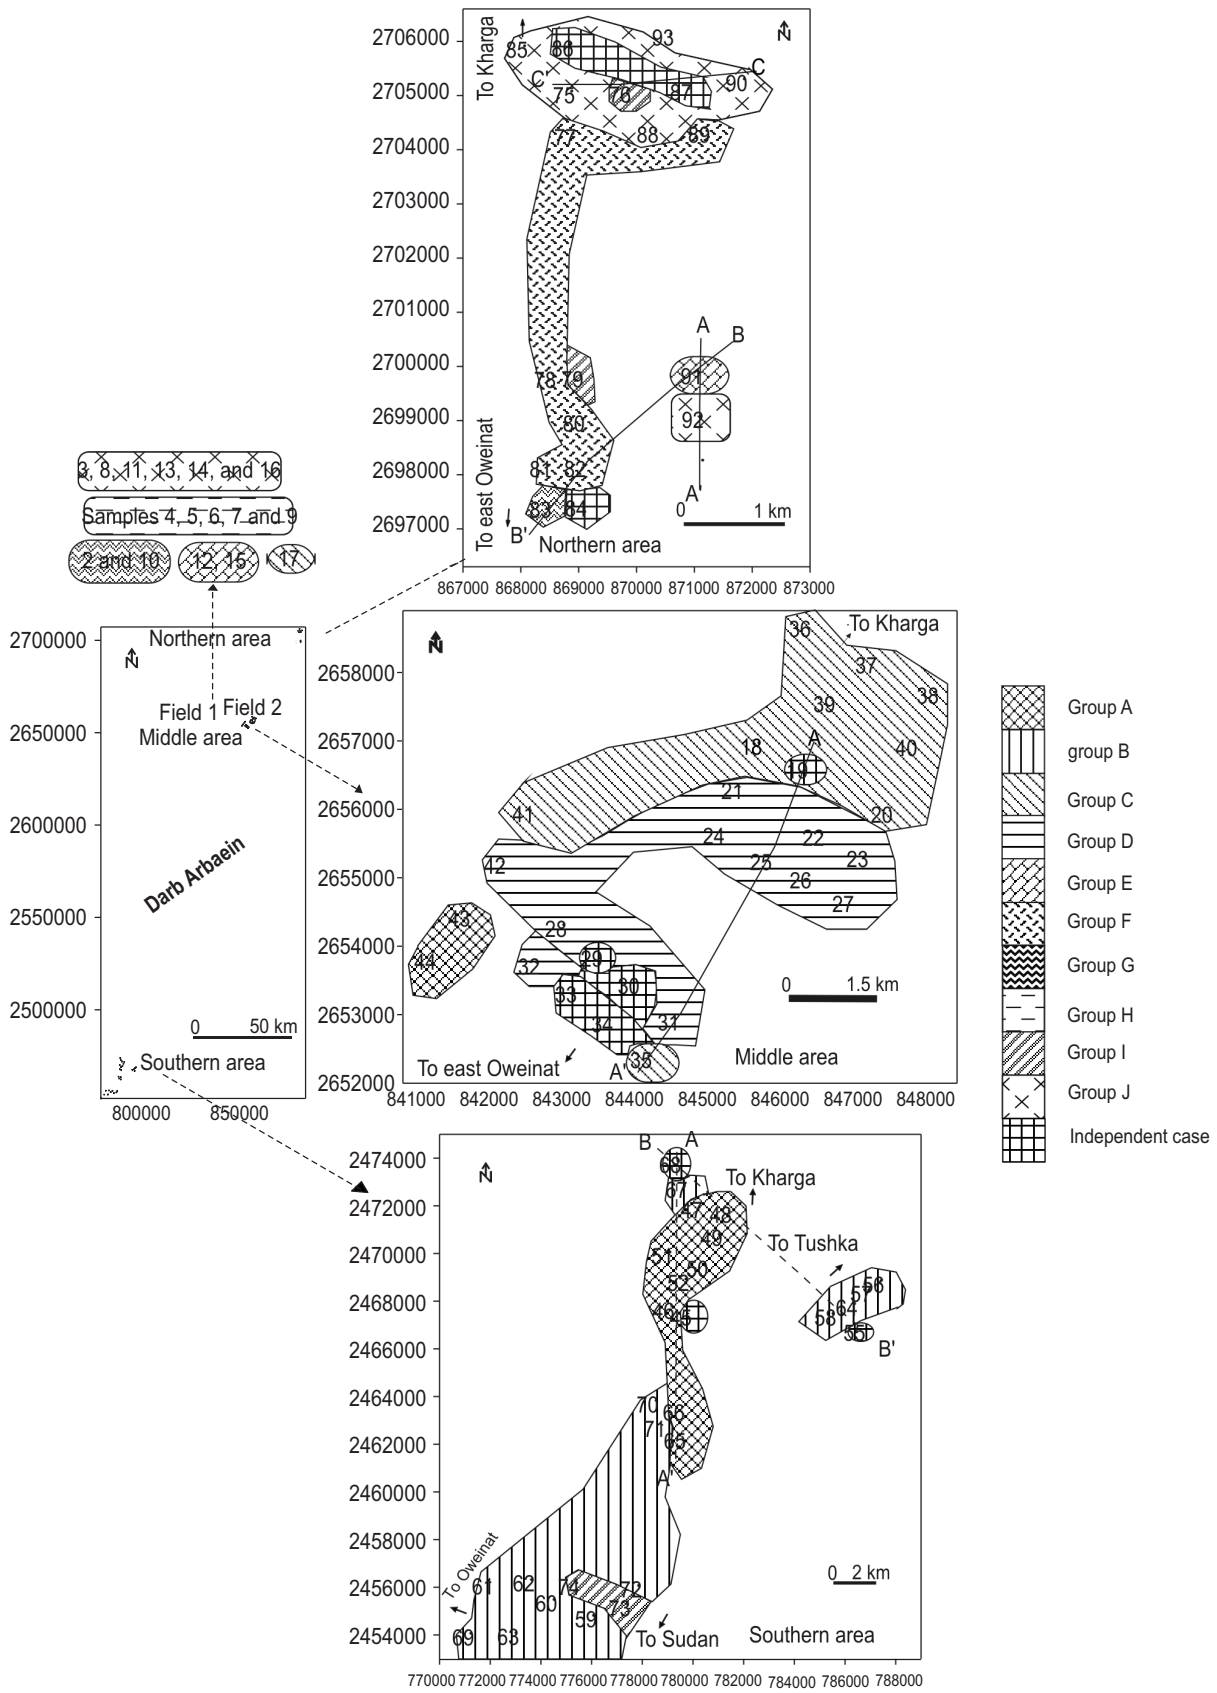 2706000
2705000
2704000
2703000
2702000
2701000
2700000
2699000
2698000
2697000
To Kharga
To east Oweinat
N
85
86
93
C
C'
75
76
87
90
77
88
89
A
B
91
78
79
92
80
81
82
83
84
A'
B'
0 1 km
Northern area
867000 868000 869000 870000 871000 872000 873000
3, 8, 11, 13, 14, and 16
Samples 4, 5, 6, 7 and 9
2 and 10
12, 15
17
2700000
2650000
2600000
2550000
2500000
Northern area
N
Field 1
Field 2
Middle area
Darb Arbaein
0 50 km
Southern area
800000 850000
2658000
2657000
2656000
2655000
2654000
2653000
2652000
N
36
To Kharga
37
38
39
40
18
A
19
20
21
41
24
22
42
25
23
26
27
43
28
44
29
32
30
33
34
31
35
A'
0 1.5 km
To east Oweinat
Middle area
841000 842000 843000 844000 845000 846000 847000 848000
Group A
group B
Group C
Group D
Group E
Group F
Group G
Group H
Group I
Group J
Independent case
2474000
2472000
2470000
2468000
2466000
2464000
2462000
2460000
2458000
2456000
2454000
N
B
A
68
To Kharga
67
47
48
49
To Tushka
51
50
52
46
45
56
57
64
58
55
B'
70
66
71
65
A'
To Oweinat
61
62
60
74
72
73
59
69
63
0 2 km
To Sudan
Southern area
770000 772000 774000 776000 778000 780000 782000 784000 786000 788000